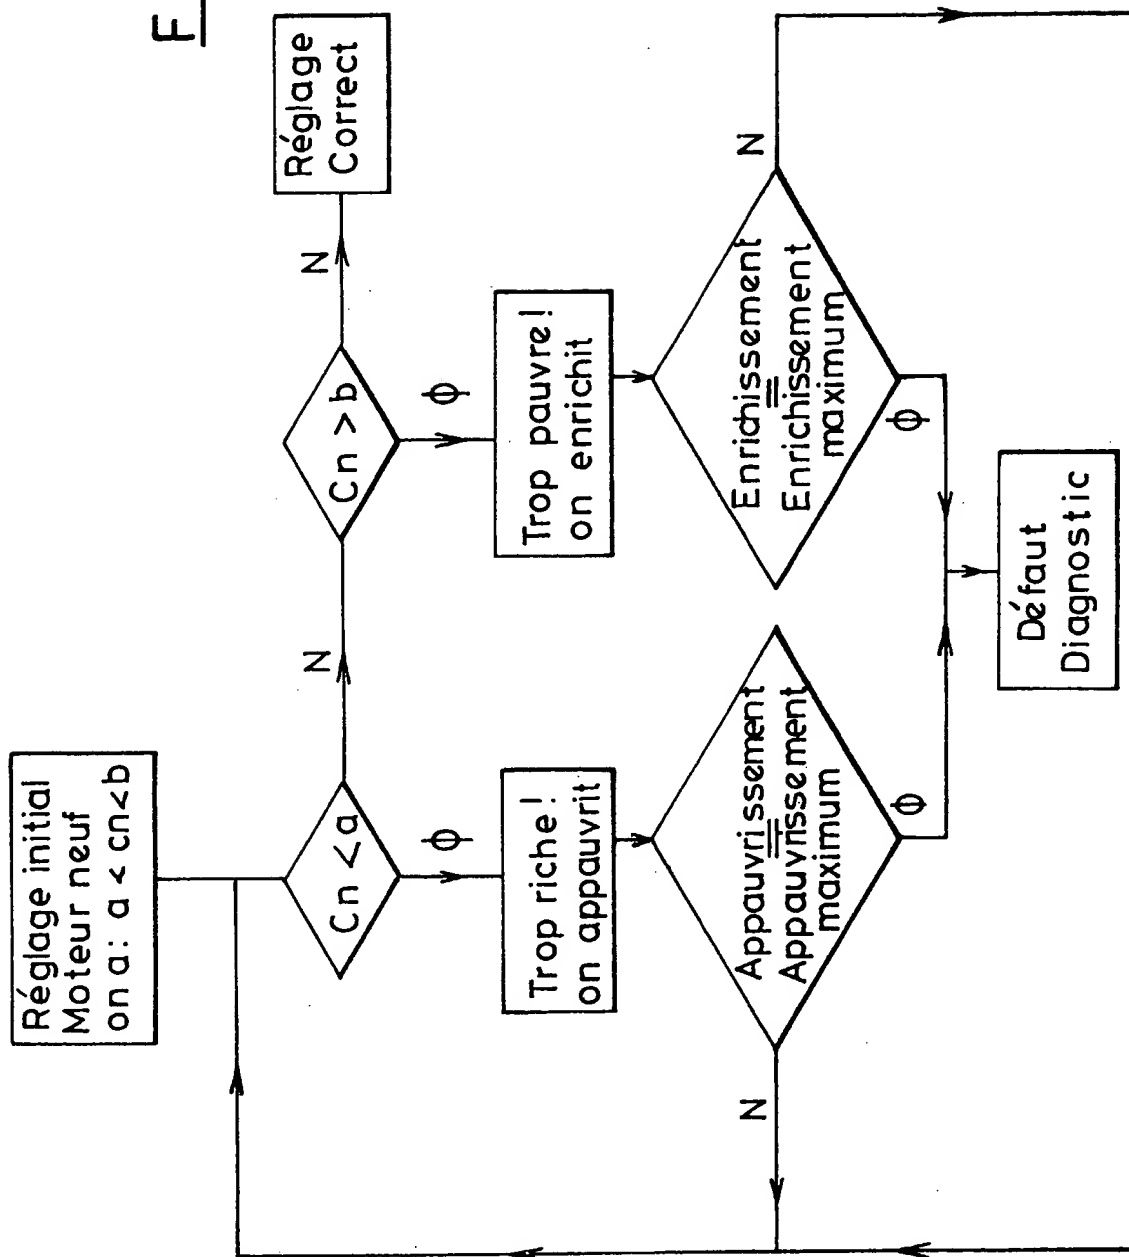 F
Réglage initial
Moteur neuf
on a: a < cn < b
Cn < a
N
Cn > b
N
Réglage
Correct
ϕ
ϕ
Trop riche!
on appauvrit
Trop pauvre!
on enrichit
Appauvrissement
=
Appauvrissement
maximum
Enrichissement
=
Enrichissement
maximum
N
N
ϕ
ϕ
Défaut
Diagnostic